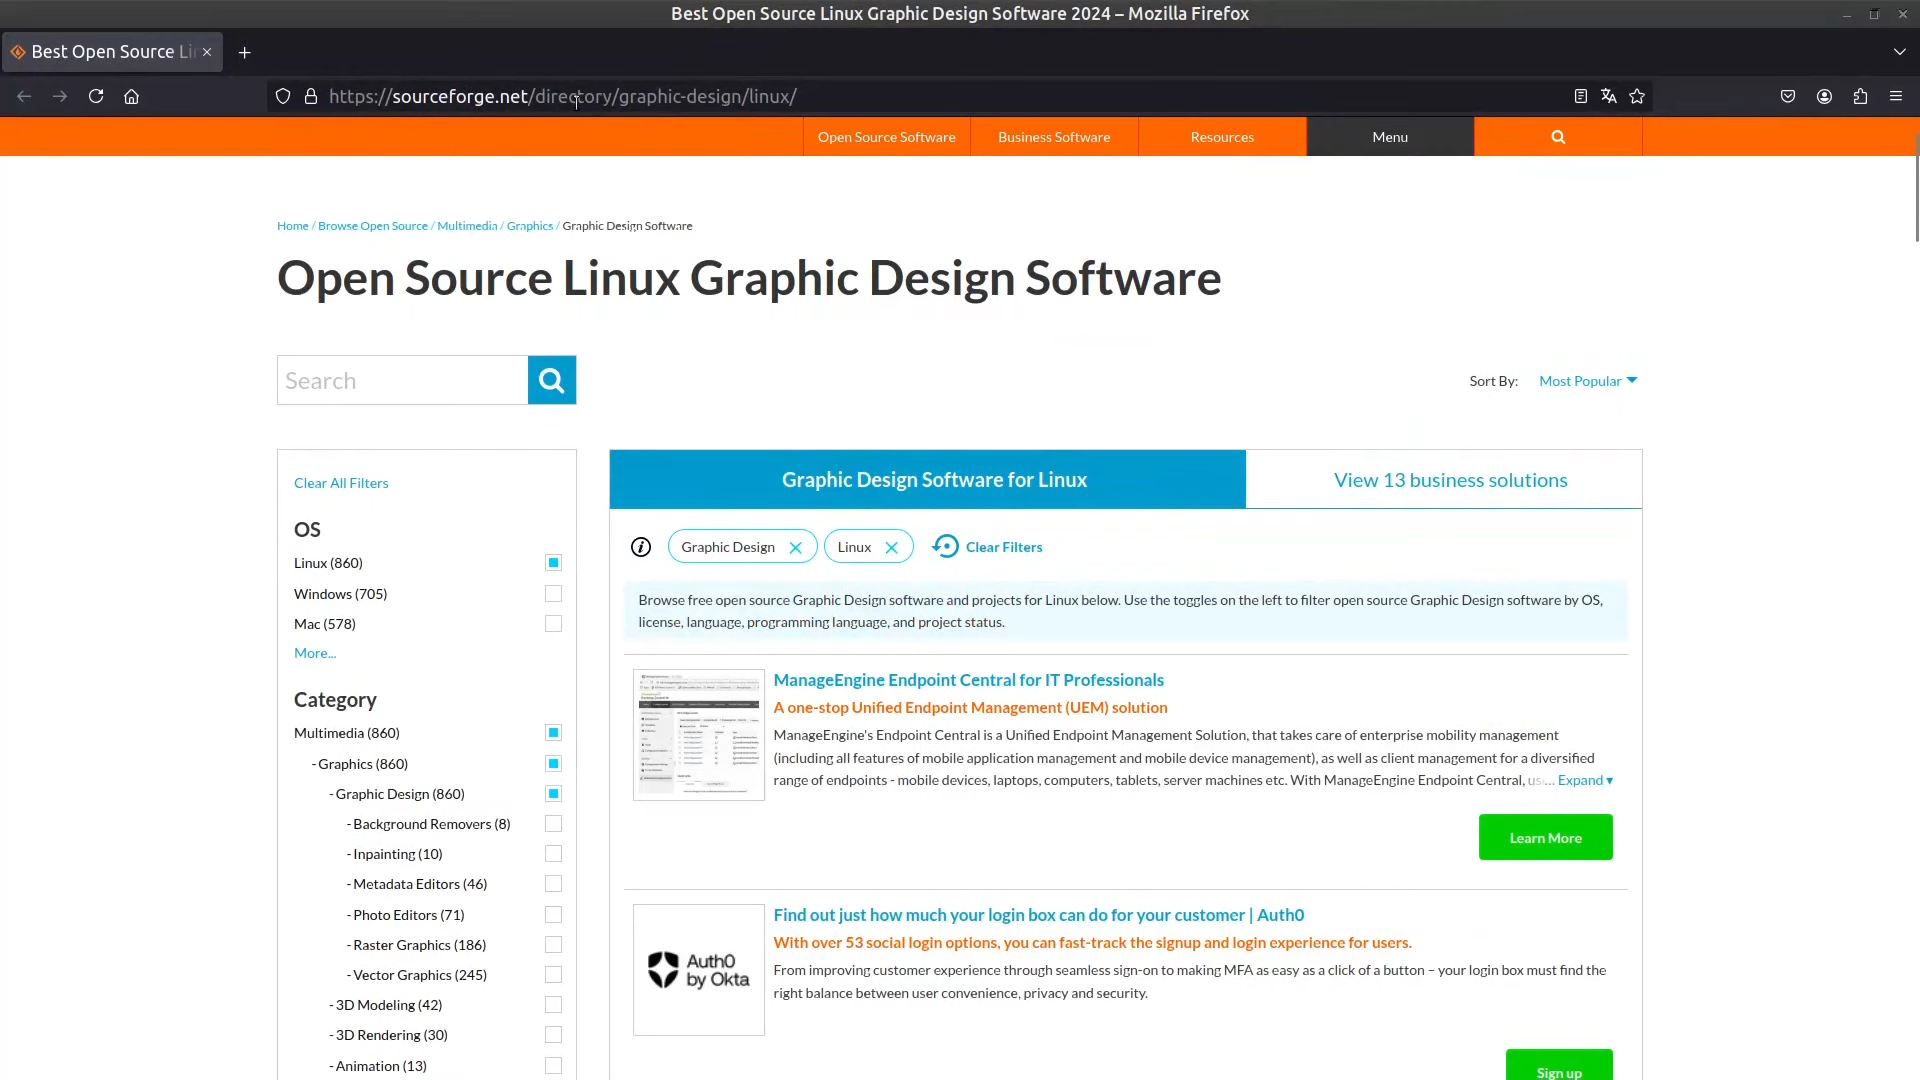 Best Open Source Linux Graphic Design Software 2024 – Mozilla Firefox
Best Open Source Li
https://sourceforge.net/directory/graphic-design/linux/
Open Source Software
Business Software
Resources
Menu
Home / Browse Open Source / Multimedia / Graphics / Graphic Design Software
Open Source Linux Graphic Design Software
Search
Sort By: Most Popular
Clear All Filters
OS
Linux (860)
Windows (705)
Mac (578)
More...
Category
Multimedia (860)
- Graphics (860)
- Graphic Design (860)
- Background Removers (8)
- Inpainting (10)
- Metadata Editors (46)
- Photo Editors (71)
- Raster Graphics (186)
- Vector Graphics (245)
- 3D Modeling (42)
- 3D Rendering (30)
- Animation (13)
Graphic Design Software for Linux
View 13 business solutions
Graphic Design
Linux
Clear Filters
Browse free open source Graphic Design software and projects for Linux below. Use the toggles on the left to filter open source Graphic Design software by OS,
license, language, programming language, and project status.
ManageEngine Endpoint Central for IT Professionals
A one-stop Unified Endpoint Management (UEM) solution
ManageEngine's Endpoint Central is a Unified Endpoint Management Solution, that takes care of enterprise mobility management
(including all features of mobile application management and mobile device management), as well as client management for a diversified
range of endpoints - mobile devices, laptops, computers, tablets, server machines etc. With ManageEngine Endpoint Central, us... Expand
Learn More
Auth0
by Okta
Find out just how much your login box can do for your customer | Auth0
With over 53 social login options, you can fast-track the signup and login experience for users.
From improving customer experience through seamless sign-on to making MFA as easy as a click of a button – your login box must find the
right balance between user convenience, privacy and security.
Sign up